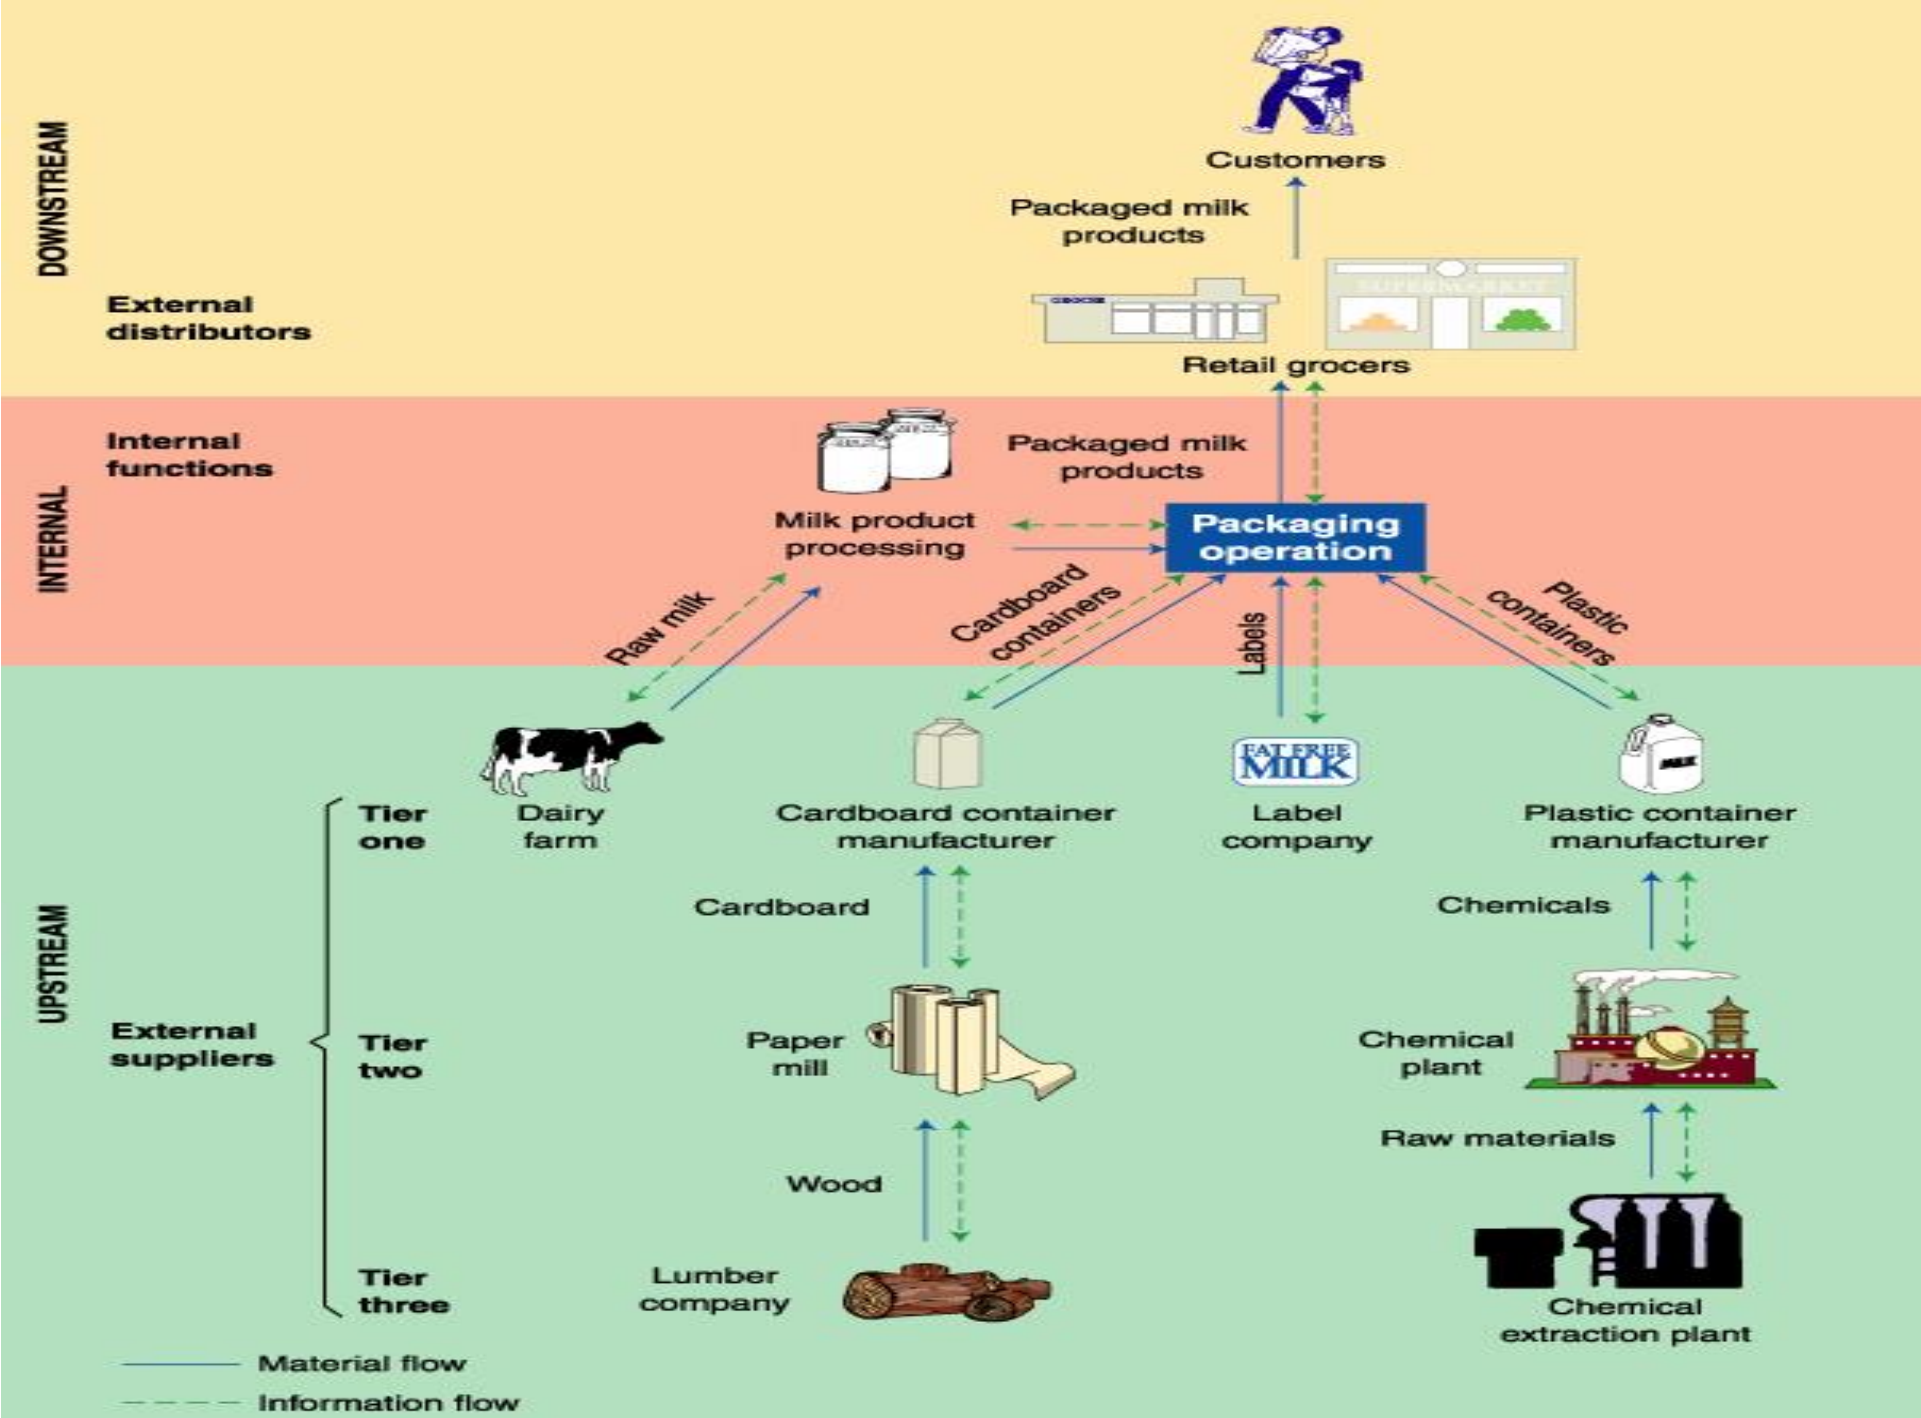 DOWNSTREAM
Customers
Packaged milk
products
External
distributors
GROCER
SUPERMARKET
Retail grocers
INTERNAL
Internal
functions
Packaged milk
products
Milk product
processing
Packaging
operation
Raw milk
Cardboard
containers
Labels
Plastic
containers
UPSTREAM
External
suppliers
Tier
one
Dairy
farm
Cardboard container
manufacturer
FAT FREE
MILK
Label
company
MILK
Plastic container
manufacturer
Cardboard
Chemicals
Tier
two
Paper
mill
Chemical
plant
Wood
Raw materials
Tier
three
Lumber
company
Chemical
extraction plant
Material flow
Information flow